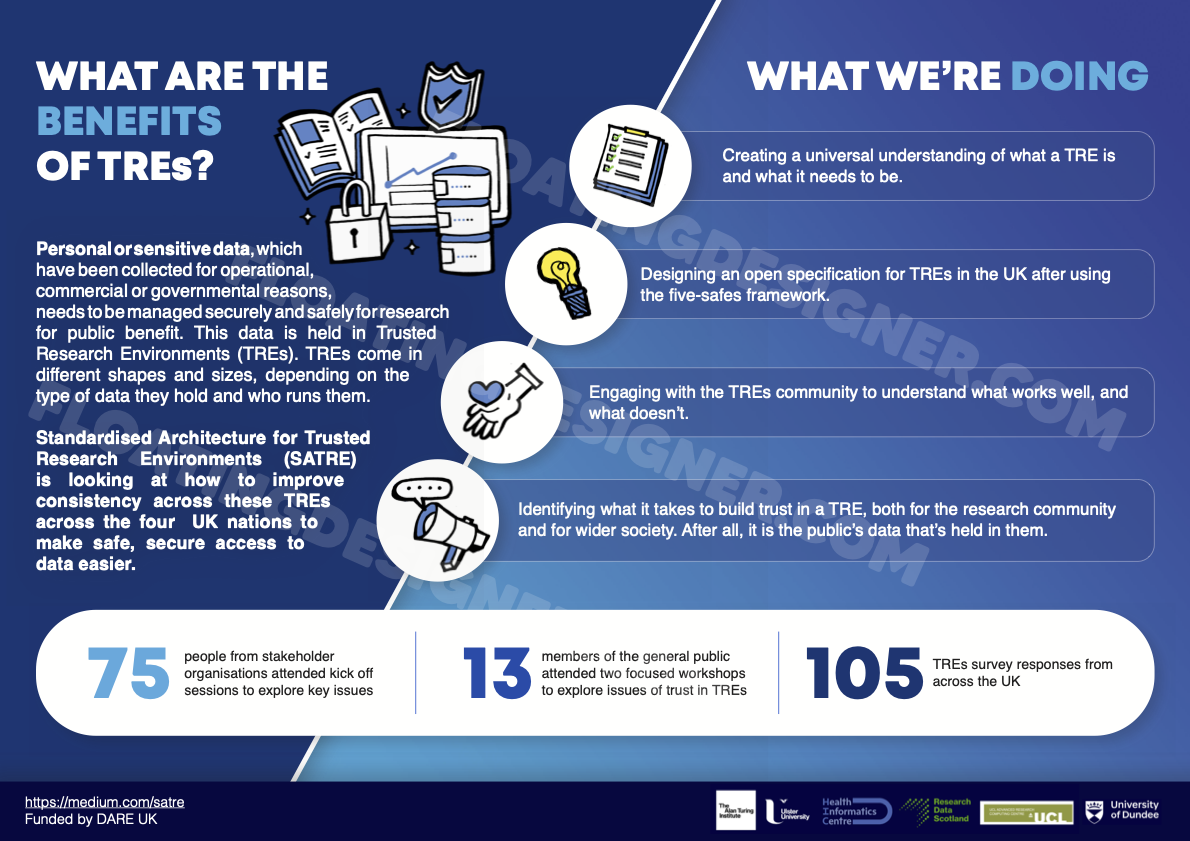 WHAT ARE THE
BENEFITS
OF TREs?
Personal or sensitive data, which
have been collected for operational,
commercial or governmental reasons,
needs to be managed securely and safely for research
for public benefit. This data is held in Trusted
Research Environments (TREs). TREs come in
different shapes and sizes, depending on the
type of data they hold and who runs them.
Standardised Architecture for Trusted
Research Environments (SATRE)
is looking at how to improve
consistency across these TREs
across the four UK nations to
make safe, secure access to
data easier.
WHAT WE'RE DOING
Creating a universal understanding of what a TRE is
and what it needs to be.
Designing an open specification for TREs in the UK after using
the five-safes framework.
Engaging with the TREs community to understand what works well, and
what doesn't.
Identifying what it takes to build trust in a TRE, both for the research community
and for wider society. After all, it is the public's data that's held in them.
75
people from stakeholder
organisations attended kick off
sessions to explore key issues
13
members of the general public
attended two focused workshops
to explore issues of trust in TREs
105
TREs survey responses from
across the UK
https://medium.com/satre
Funded by DARE UK
The
Alan Turing
Institute
Ulster
University
Health
Informatics
Centre
Research
Data
Scotland
UCL ADVANCED RESEARCH
COMPUTING CENTRE
UCL
University
of Dundee
FLOATINGDESIGNER.COM
FLOATINGDESIGNER.COM
FLOATINGDESIGNER